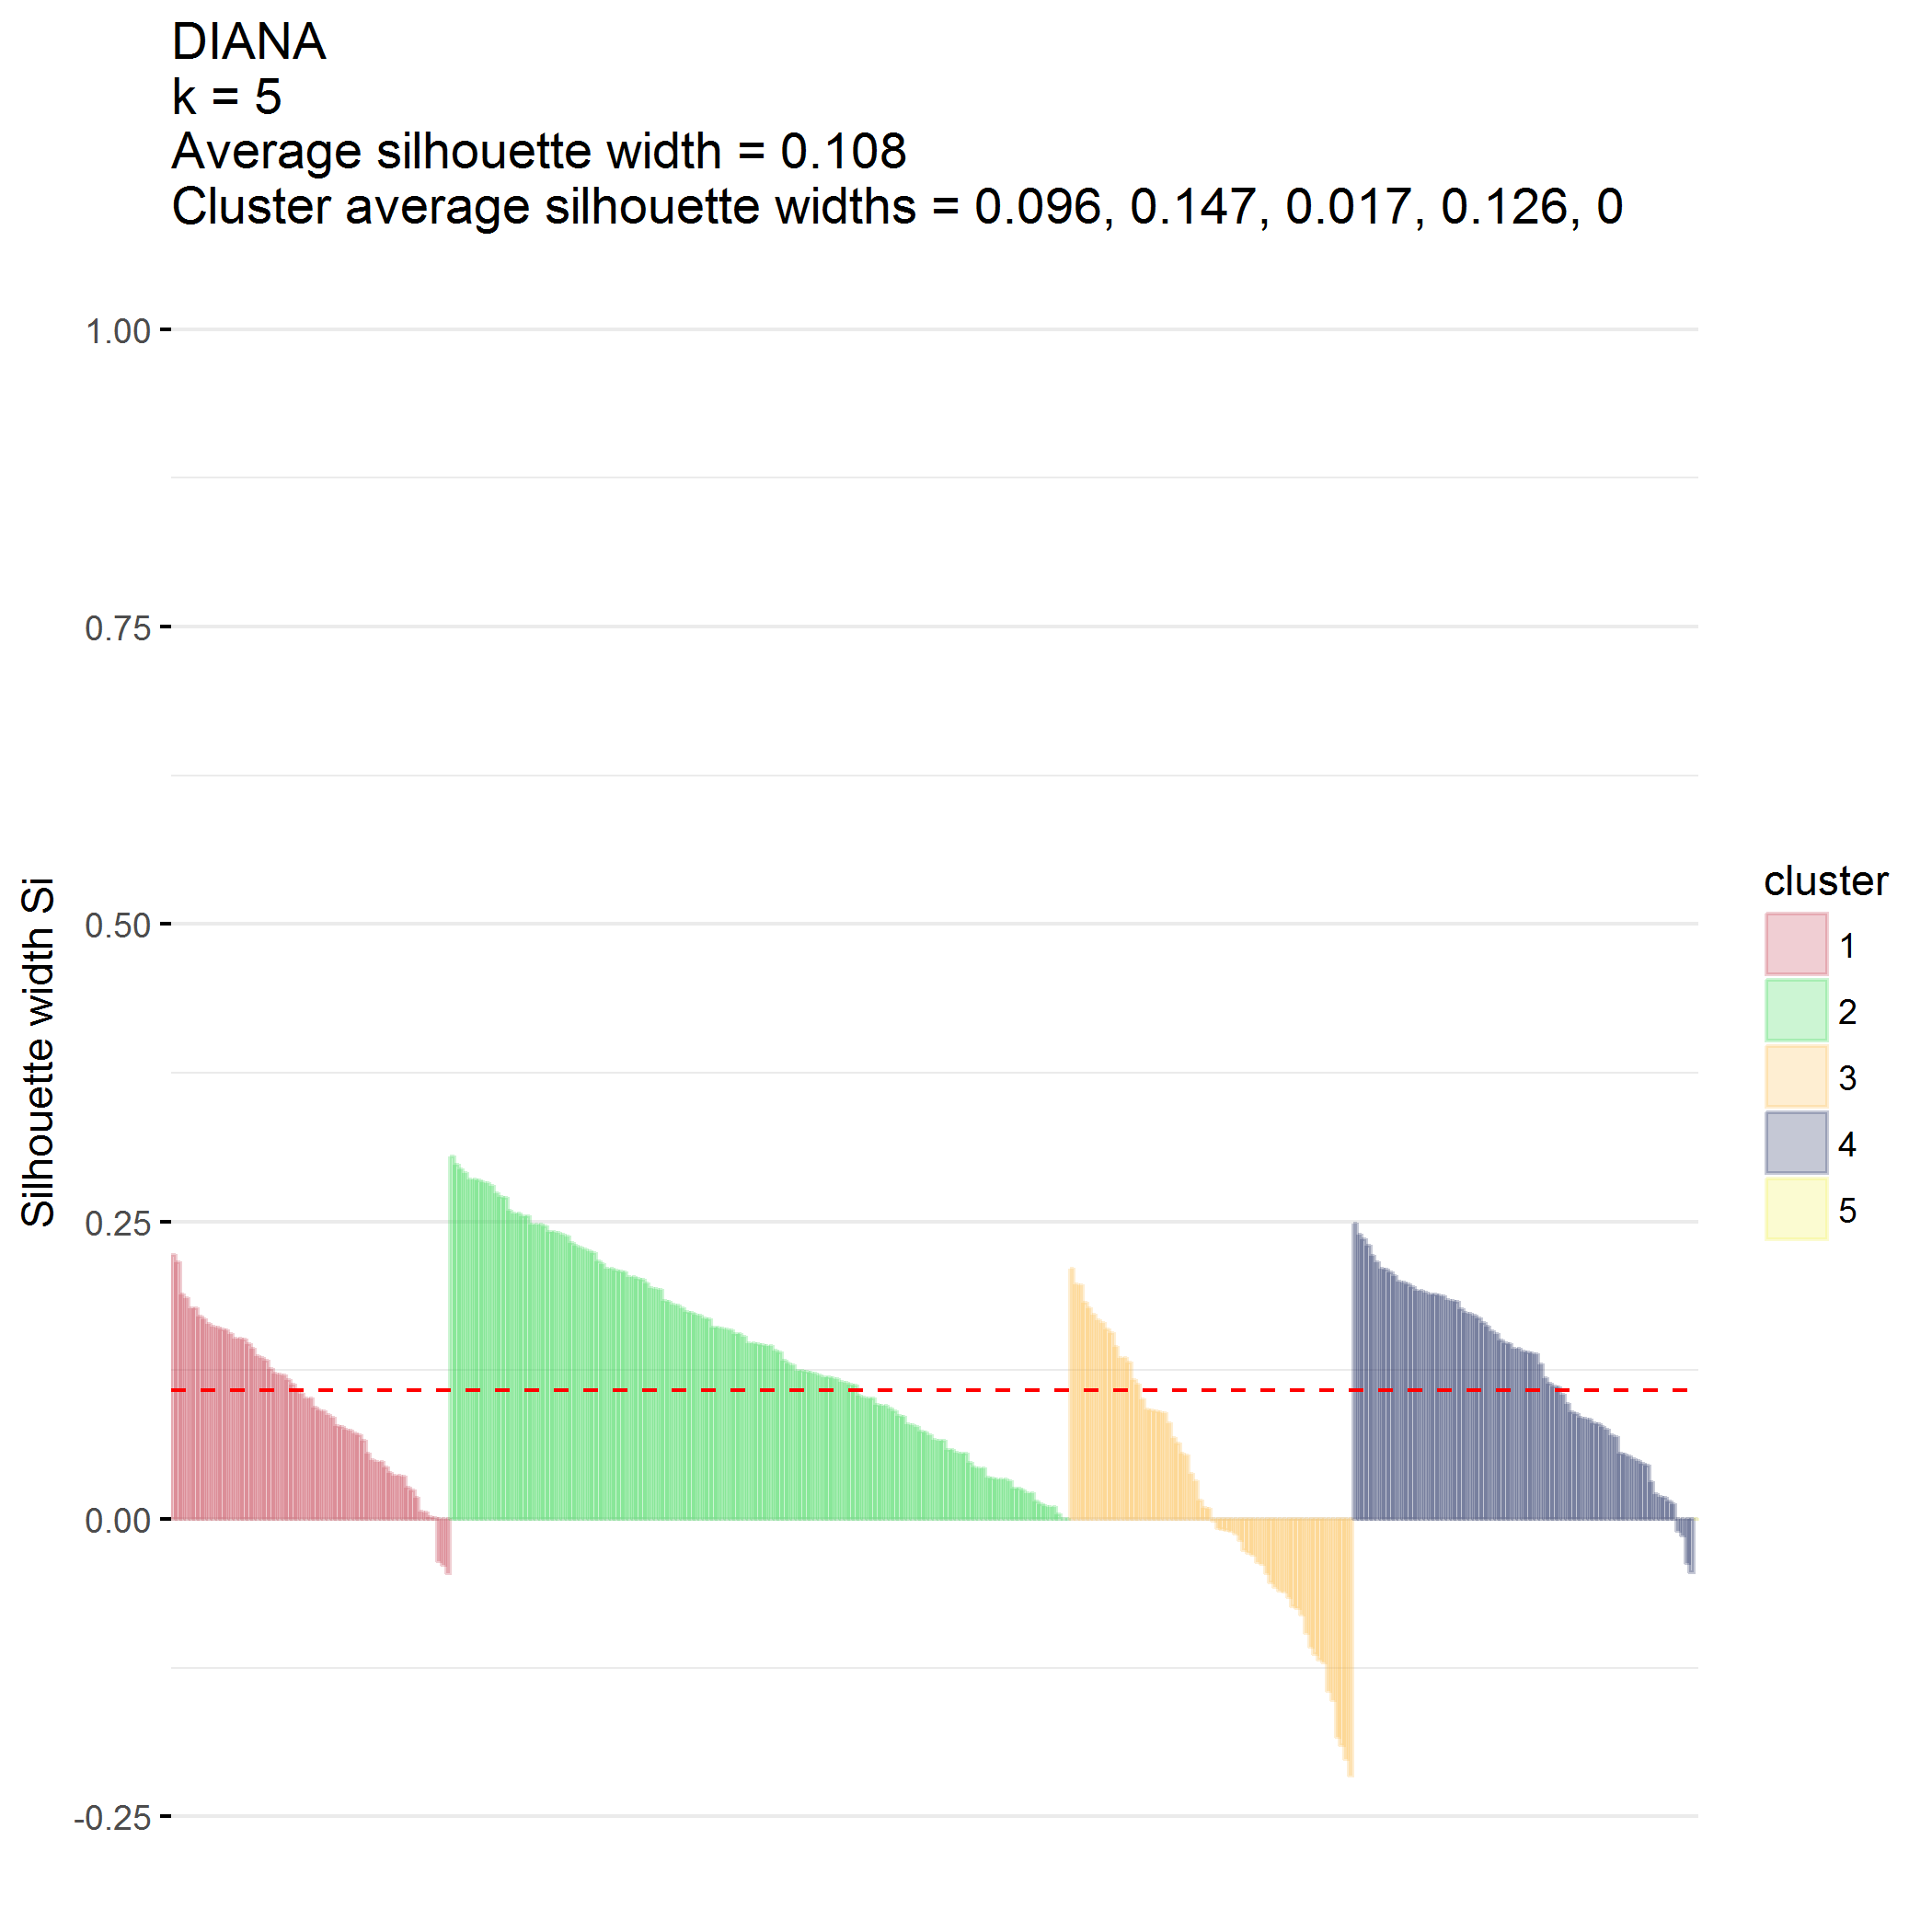 DIANA
k = 5
Average silhouette width = 0.108
Cluster average silhouette widths = 0.096, 0.147, 0.017, 0.126, 0
1.00
0.75
0.50
0.25
0.00
-0.25
Silhouette width Si
cluster
1
2
3
4
5